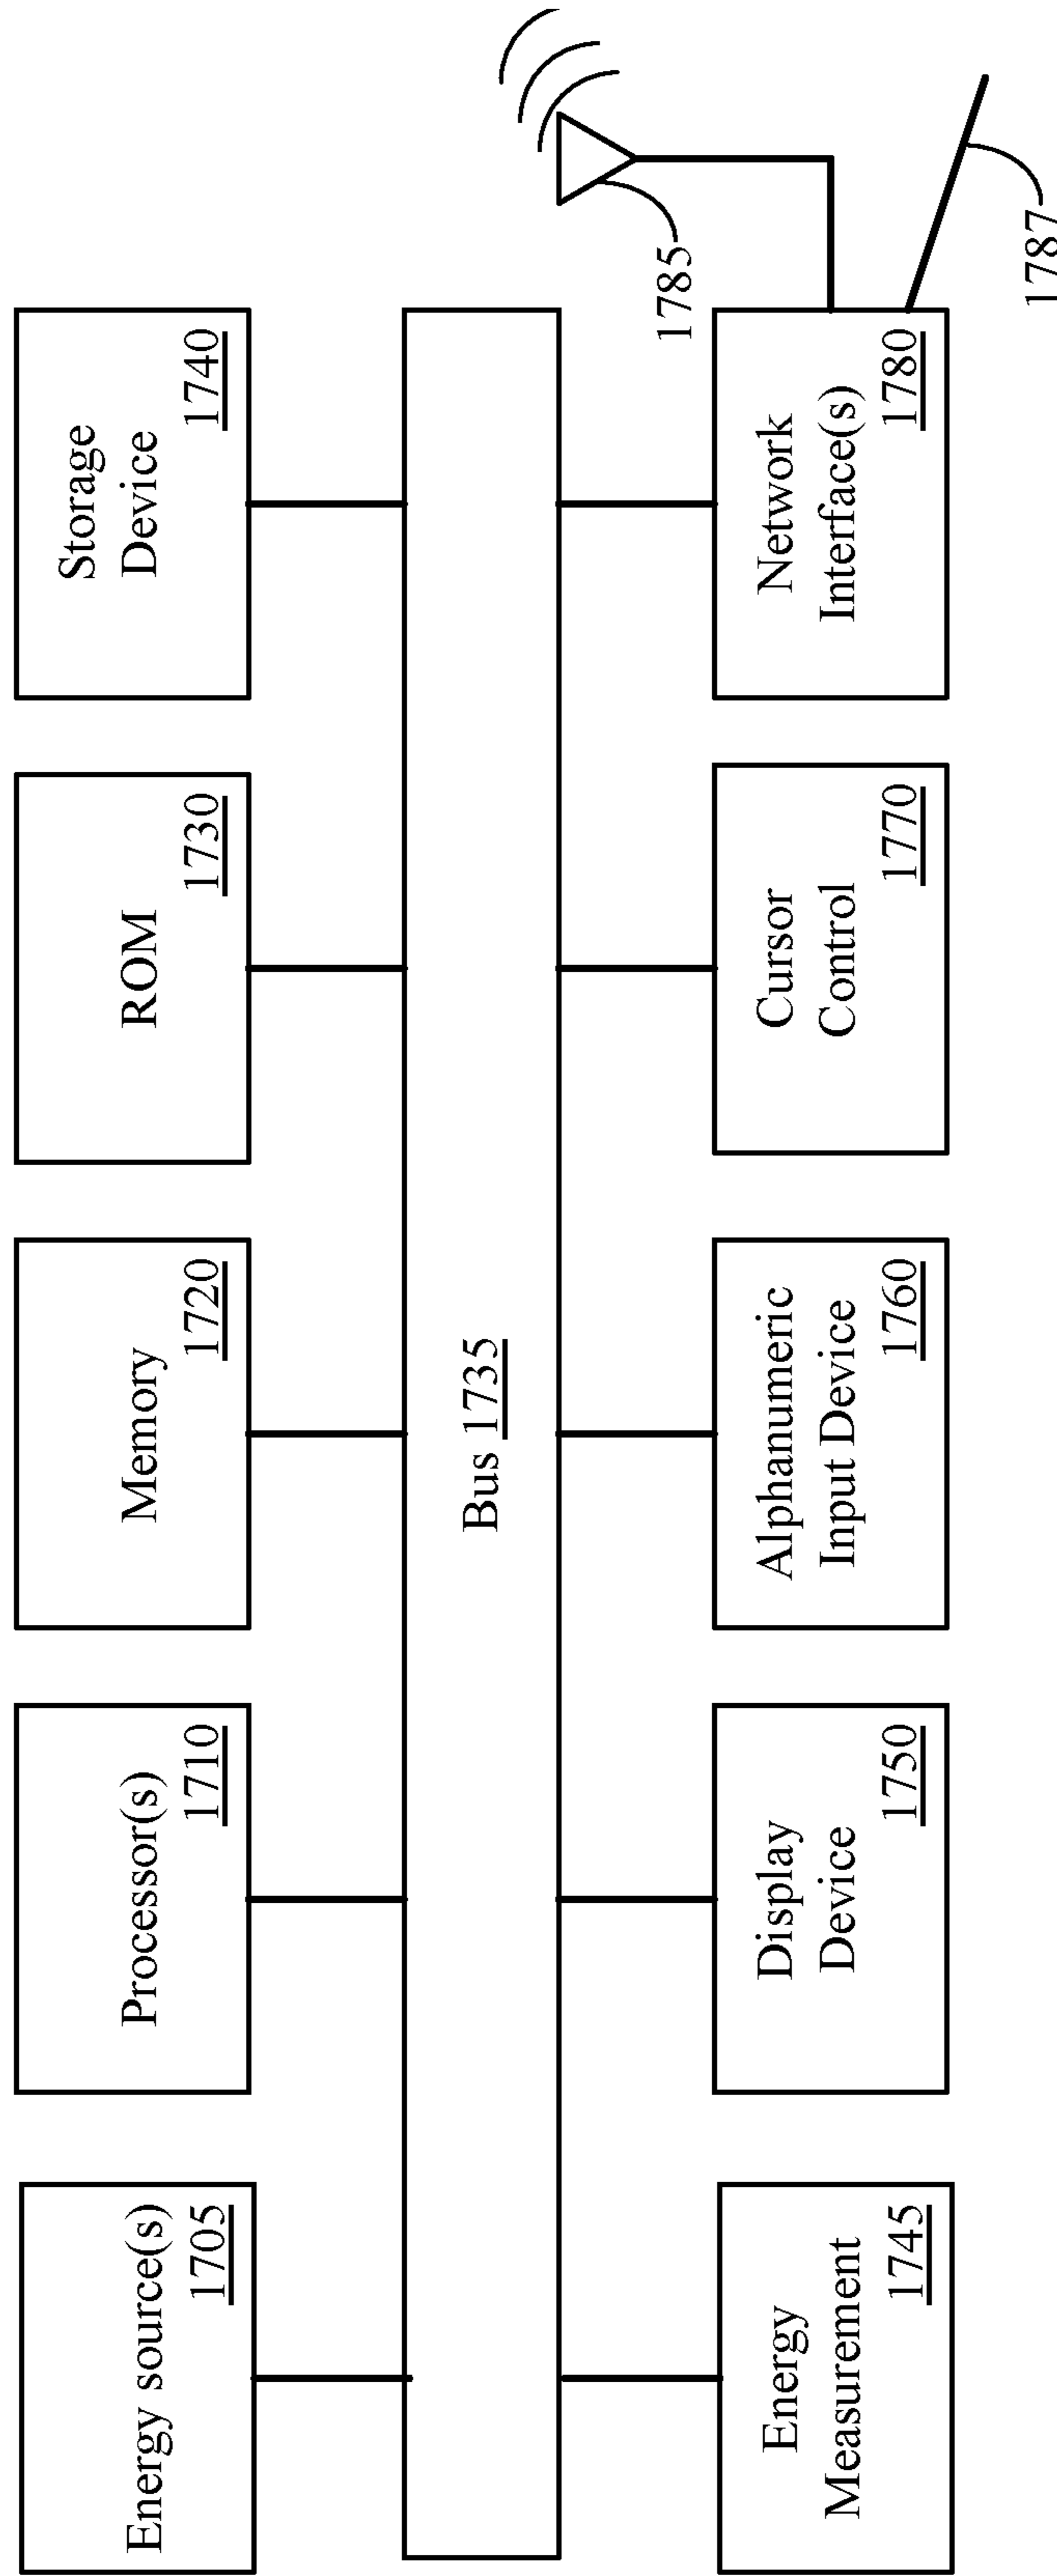 Energy source(s)
1705
Processor(s)
1710
Memory
1720
ROM
1730
Storage
Device
1740
Bus 1735
1785
Energy
Measurement
1745
Display
Device
1750
Alphanumeric
Input Device
1760
Cursor
Control
1770
Network
Interface(s)
1780
1787